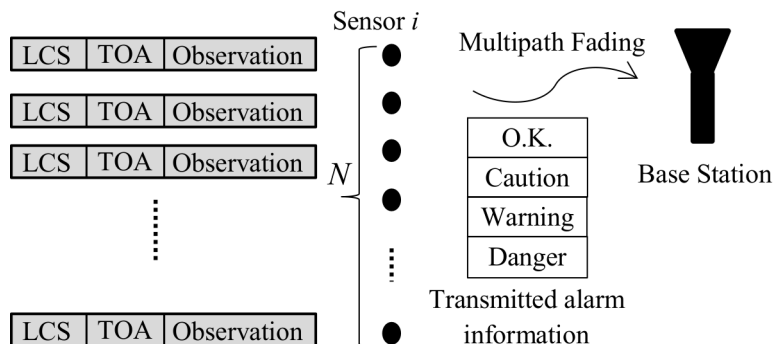 Sensor i
LCS TOA Observation
Multipath Fading
LCS TOA Observation
O.K.
LCS TOA Observation
N
Caution
Base Station
Warning
Danger
Transmitted alarm
information
LCS TOA Observation